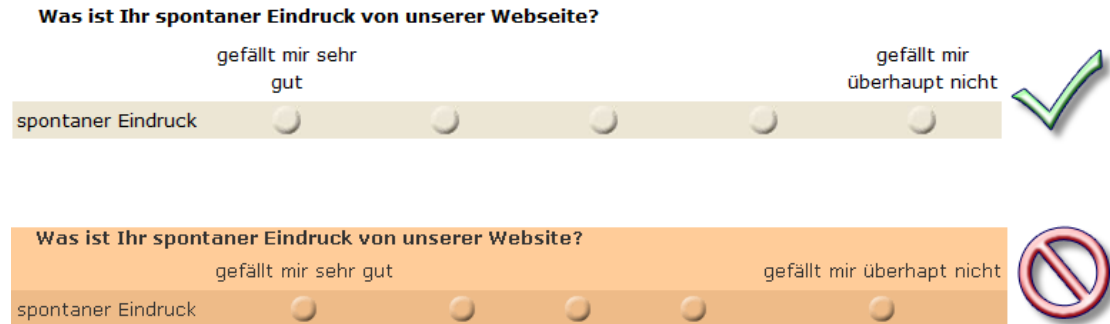 Was ist Ihr spontaner Eindruck von unserer Webseite?
gefällt mir sehr gefällt mir
gut überhaupt nicht
spontaner Eindruck
Was ist Ihr spontaner Eindruck von unserer Website?
gefällt mir sehr gut gefällt mir überhapt nicht
spontaner Eindruck